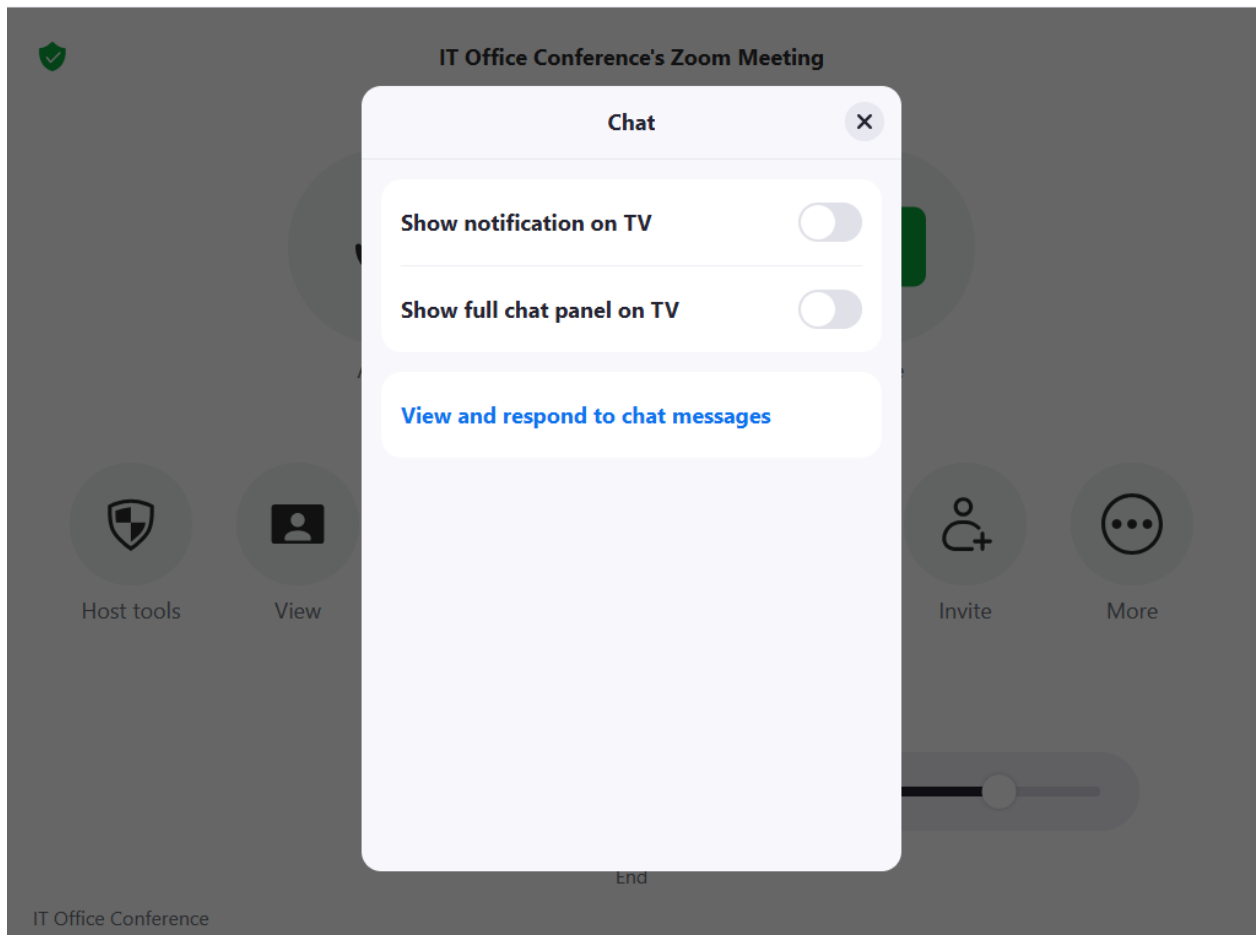 IT Office Conference's Zoom Meeting
Chat
Show notification on TV
Show full chat panel on TV
View and respond to chat messages
Host tools
View
Invite
More
End
IT Office Conference